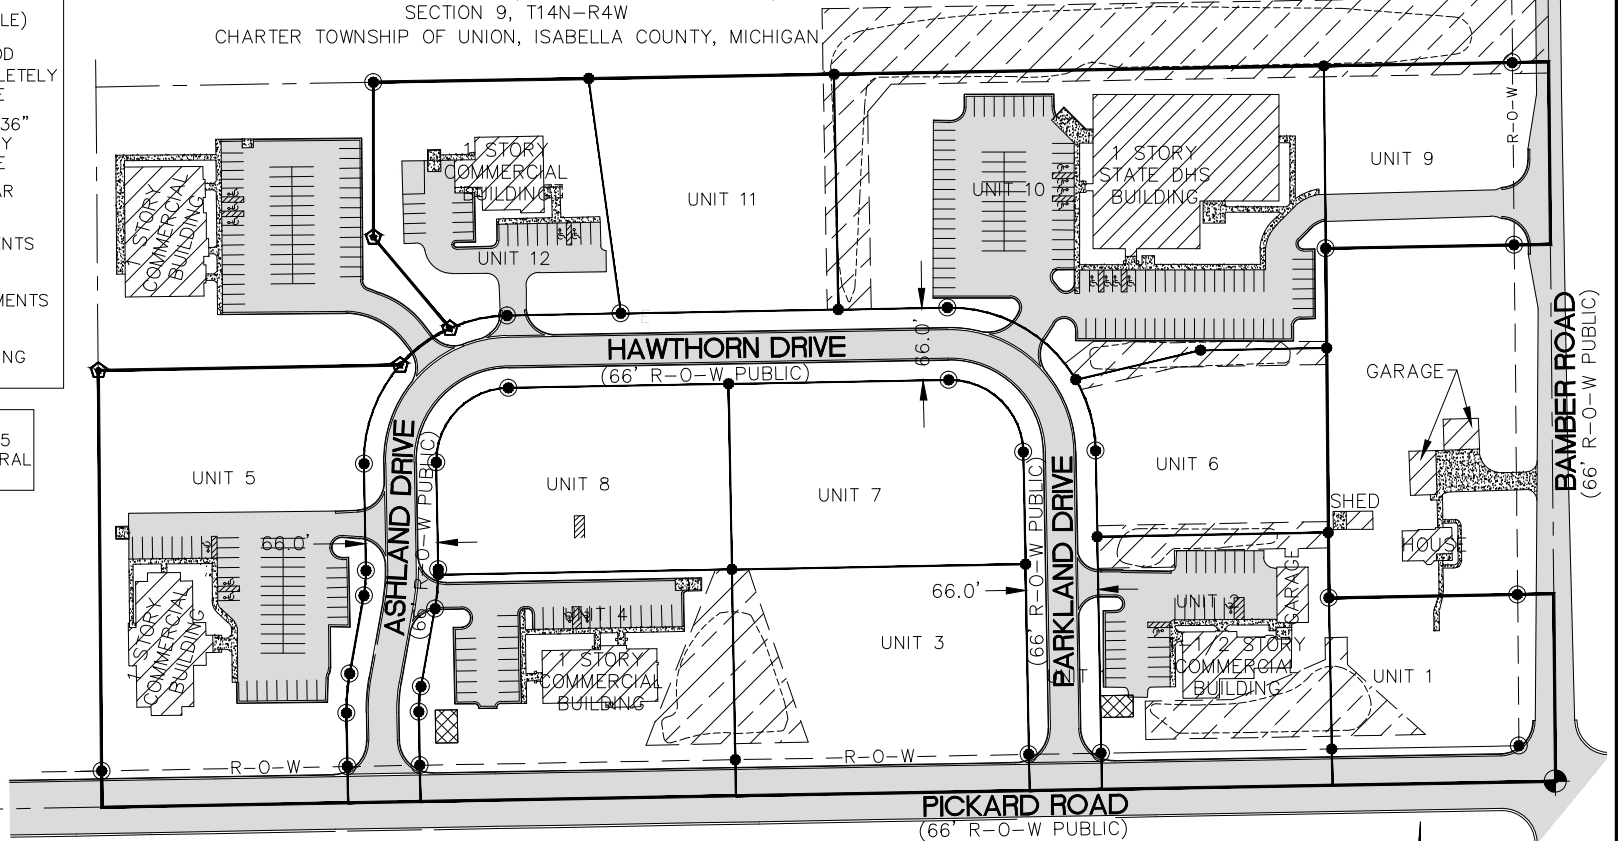 SECTION 9, T14N-R4W
CHARTER TOWNSHIP OF UNION, ISABELLA COUNTY, MICHIGAN
LE)
OD
PLETELY
E
36"
Y
E
AR
ENTS
MENTS
ING
5
RAL
1 STORY
COMMERCIAL
BUILDING
1 STORY
COMMERCIAL
BUILDING
UNIT 12
UNIT 11
UNIT 10
1 STORY
STATE DHS
BUILDING
UNIT 9
R-O-W
HAWTHORN DRIVE
(66' R-O-W PUBLIC)
66.0'
BAMBER ROAD
(66' R-O-W PUBLIC)
GARAGE
UNIT 5
UNIT 8
UNIT 7
UNIT 6
SHED
HOUSE
ASHLAND DRIVE
(66' R-O-W PUBLIC)
66.0'
PARKLAND DRIVE
(66' R-O-W PUBLIC)
66.0'
1 STORY
COMMERCIAL
BUILDING
UNIT 4
1 STORY
COMMERCIAL
BUILDING
UNIT 3
UNIT 2
GARAGE
1 1/2 STORY
COMMERCIAL
BUILDING
UNIT 1
R-O-W
R-O-W
PICKARD ROAD
(66' R-O-W PUBLIC)